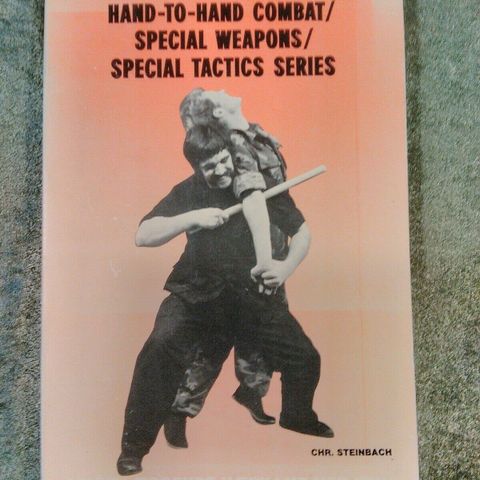 HAND-TO-HAND COMBAT/
SPECIAL WEAPONS/
SPECIAL TACTICS SERIES
CHR. STEINBACH